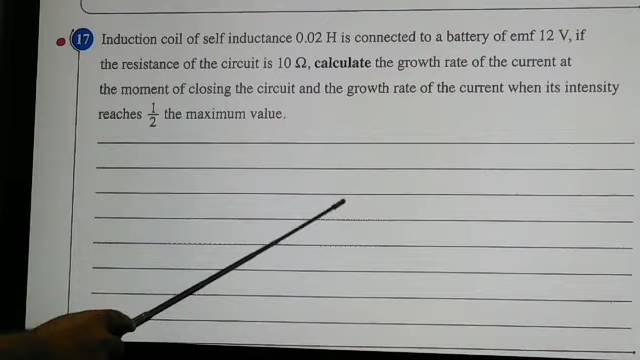 17 Induction coil of self inductance 0.02 H is connected to a battery of emf 12 V, if
the resistance of the circuit is 10 Ω, calculate the growth rate of the current at
the moment of closing the circuit and the growth rate of the current when its intensity
reaches 1/2 the maximum value.